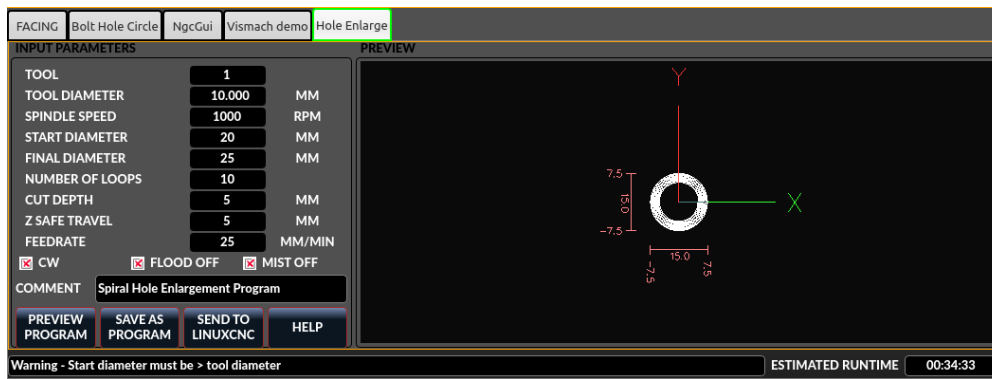 FACING Bolt Hole Circle NgcGui Vismach demo Hole Enlarge
INPUT PARAMETERS
TOOL 1
TOOL DIAMETER 10.000 MM
SPINDLE SPEED 1000 RPM
START DIAMETER 20 MM
FINAL DIAMETER 25 MM
NUMBER OF LOOPS 10
CUT DEPTH 5 MM
Z SAFE TRAVEL 5 MM
FEEDRATE 25 MM/MIN
CW FLOOD OFF MIST OFF
COMMENT Spiral Hole Enlargement Program
PREVIEW PROGRAM
SAVE AS PROGRAM
SEND TO LINUXCNC
HELP
PREVIEW
Y
7.5
15.0
-7.5
X
15.0
-7.5
7.5
Warning - Start diameter must be > tool diameter
ESTIMATED RUNTIME 00:34:33